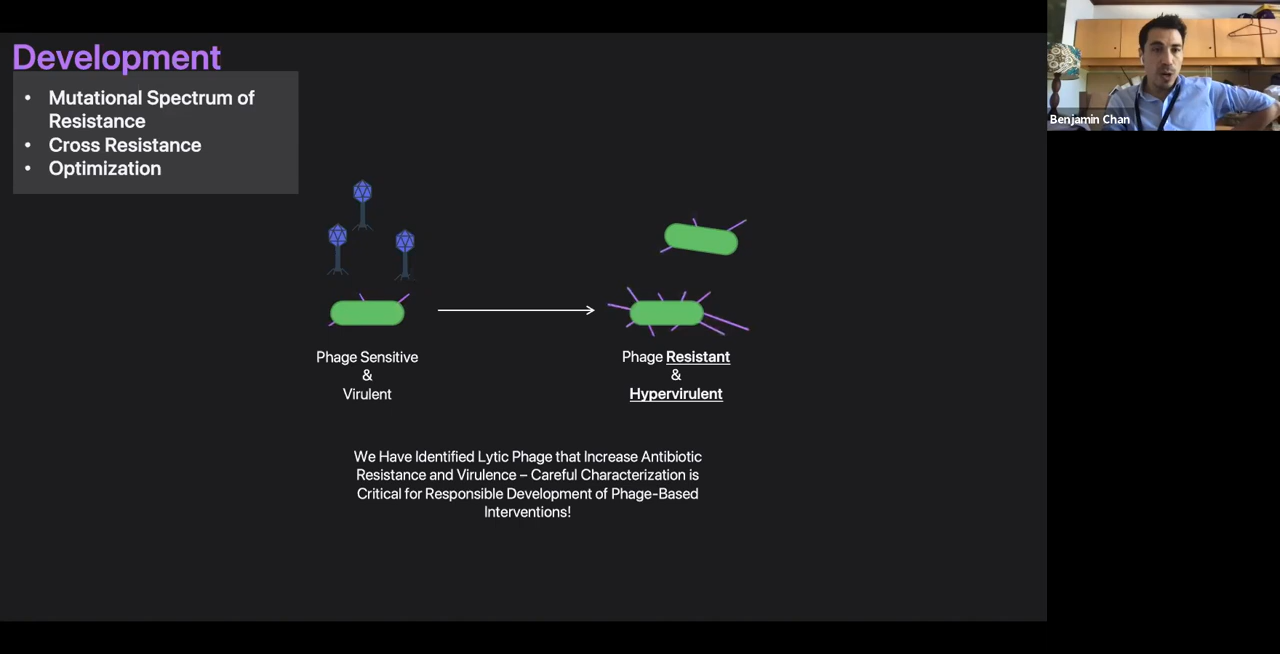 Development
• Mutational Spectrum of
Resistance
• Cross Resistance
• Optimization
Phage Sensitive
&
Virulent
Phage Resistant
&
Hypervirulent
We Have Identified Lytic Phage that Increase Antibiotic
Resistance and Virulence – Careful Characterization is
Critical for Responsible Development of Phage-Based
Interventions!
Benjamin Chan